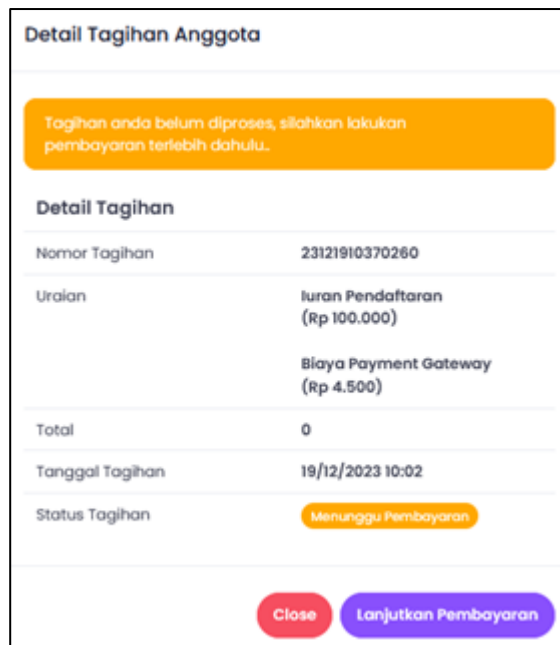 Detail Tagihan Anggota
Tagihan anda belum diproses, silahkan lakukan
pembayaran terlebih dahulu..
Detail Tagihan
Nomor Tagihan 23121910370260
Uraian Iuran Pendaftaran
(Rp 100.000)
Biaya Payment Gateway
(Rp 4.500)
Total 0
Tanggal Tagihan 19/12/2023 10:02
Status Tagihan Menunggu Pembayaran
Close Lanjutkan Pembayaran